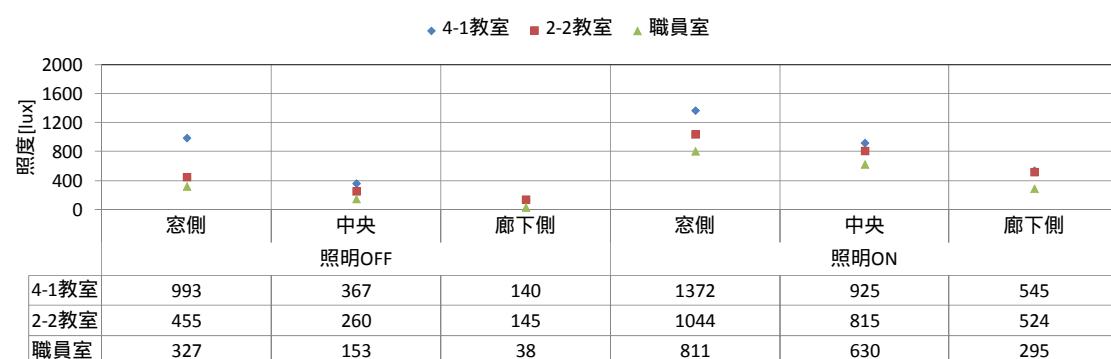 4-1教室 2-2教室 職員室
2000
1600
1200
800
400
0
照度[lux]
窓側 中央 廊下側 窓側 中央 廊下側
照明OFF 照明ON
4-1教室 993 367 140 1372 925 545
2-2教室 455 260 145 1044 815 524
職員室 327 153 38 811 630 295